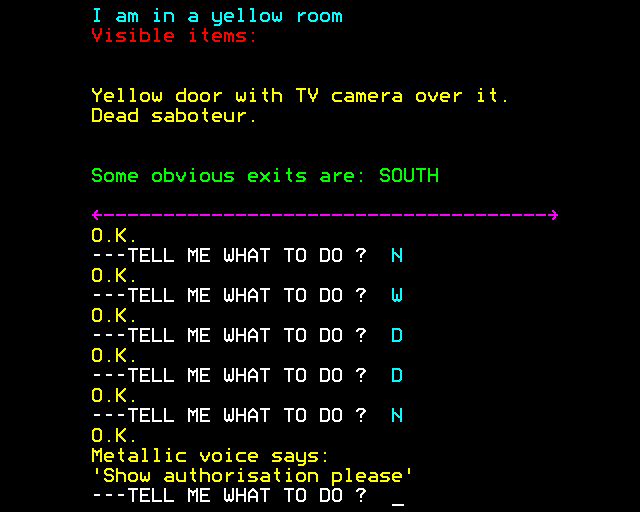 I am in a yellow room
Visible items:
Yellow door with TV camera over it.
Dead saboteur.
Some obvious exits are: SOUTH
<-------------------------------------->
O.K.
---TELL ME WHAT TO DO ? N
O.K.
---TELL ME WHAT TO DO ? W
O.K.
---TELL ME WHAT TO DO ? D
O.K.
---TELL ME WHAT TO DO ? D
O.K.
---TELL ME WHAT TO DO ? N
O.K.
Metallic voice says:
'Show authorisation please'
---TELL ME WHAT TO DO ? _